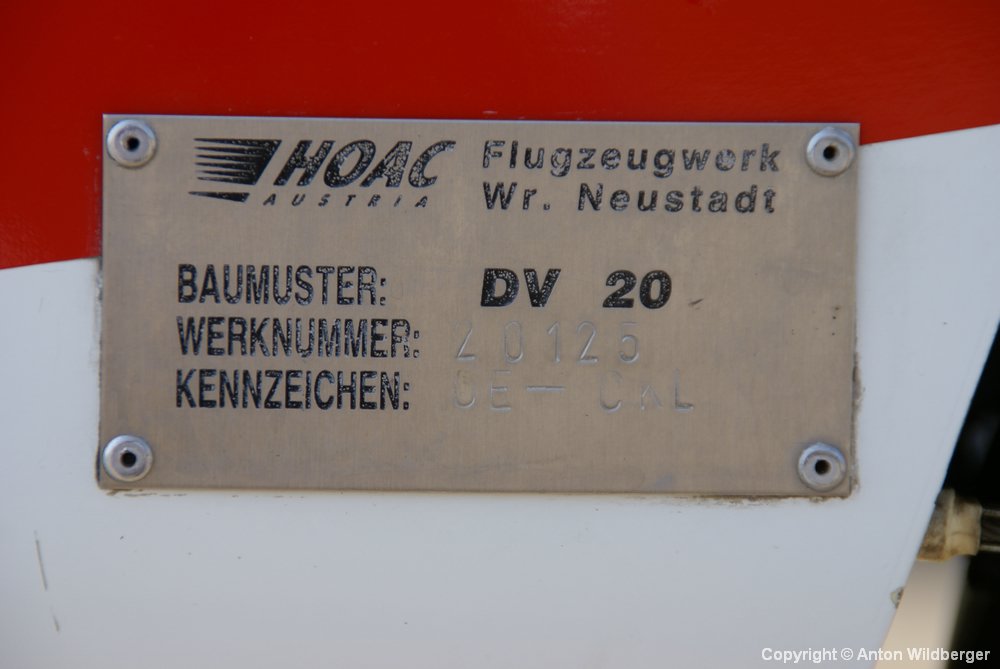 HOAC
AUSTRIA
Flugzeugwerk
Wr. Neustadt
BAUMUSTER: DV 20
WERKNUMMER: 20125
KENNZEICHEN: OE-CKL
Copyright © Anton Wildberger